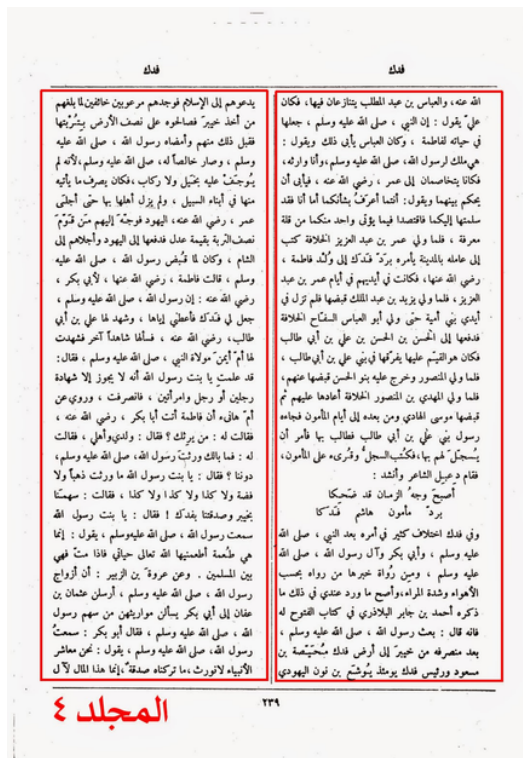 فدك
فدك
الله عنه، والعباس بن عبد المطلب يتنازعان فيها، فكان
عليّ يقول : إن النبي ، صلى الله عليه وسلم ، جعلها
في حياته لفاطمة ، وكان العباس يأبى ذلك ويقول :
هي ملك لرسول الله، صلى الله عليه وسلم، وأنا وارثه،
فكانا يتخاصمان إلى عمر ، رضي الله عنه ، فيأبى أن
يحكم بينهما ويقول: أنتما أعرف بشأنكما أما أنا فقد
سلمتها إليكما فاقتصدا فيما يؤتى واحد منكما من قلة
معرفة ، فلما ولي عمر بن عبد العزيز الخلافة كتب
إلى عامله بالمدينة يأمره بردّ فدك إلى ولد فاطمة ،
رضي الله عنها، فكانت في أيديهم في أيام عمر بن عبد
العزيز ، فلما ولي يزيد بن عبد الملك قبضها فلم تزل في
أيدي بني أمية حتى ولي أبو العباس السفّاح الخلافة
فدفعها إلى الحسن بن الحسن بن علي بن أبي طالب
فكان هو القيّم عليها يفرقها في بني علي بن أبي طالب ،
فلما ولي المنصور وخرج عليه بنو الحسن قبضها عنهم،
فلما ولي المهدي بن المنصور الخلافة أعادها عليهم ثم
قبضها موسى الهادي ومن بعده إلى أيام المأمون فجاءه
رسول بني علي بن أبي طالب فطالب بها فأمر أن
يُسجّل لهم بها، فكتب السجلّ وقرىء على المأمون،
فقام دعبل الشاعر وأنشد :
أصبح وجه الزمان قد ضحكا
بردّ مأمون هاشم فدكا
وفي فدك اختلاف كثير في أمره بعد النبي ، صلى الله
عليه وسلم ، وأبي بكر وآل رسول الله ، صلى الله
عليه وسلم ، ومن رواة خبرها من رواه بحسب
الأهواء وشدة المراء، وأصح ما ورد عندي في ذلك ما
ذكره أحمد بن جابر البلاذري في كتاب الفتوح له
فانه قال : بعث رسول الله ، صلى الله عليه وسلم ،
بعد منصرفه من خيبر إلى أرض فدك مُحَيّصة بن
مسعود ورئيس فدك يومئذ يوشع بن نون اليهودي
يدعوهم إلى الإسلام فوجدهم مرعوبين خائفين لما بلغهم
من أخذ خيبر فصالحوه على نصف الأرض بتُرْبتها
فقبل ذلك منهم وأمضاه رسول الله ، صلى الله عليه
وسلم ، وصار خالصاً له، صلى الله عليه وسلم، لأنه لم
يُوجَف عليه بخيل ولا ركاب، فكان يصرف ما يأتيه
منها في أبناء السبيل ، ولم يزل أهلها بها حتى أجلى
عمر ، رضي الله عنه، اليهود فوجّه إليهم من قوّم
نصف التربة بقيمة عدل فدفعها إلى اليهود وأجلاهم إلى
الشام ، وكان لما قُبض رسول الله ، صلى الله عليه
وسلم ، قالت فاطمة ، رضي الله عنها ، لأبي بكر ،
رضي الله عنه : إن رسول الله ، صلى الله عليه وسلم ،
جعل لي فدك فأعطني إياها ، وشهد لها علي بن أبي
طالب، رضي الله عنه ، فسألها شاهداً آخر فشهدت
لها أم أيمن مولاة النبي ، صلى الله عليه وسلم ، فقال:
قد علمتِ يا بنت رسول الله أنه لا يجوز إلا شهادة
رجلين أو رجل وامرأتين ، فانصرفت ، وروي عن
أمّ هانىء أن فاطمة أتت أبا بكر ، رضي الله عنه ،
فقالت له : من يرثك ؟ فقال : ولدي وأهلي ، فقالت
له : فما بالك ورثتَ رسول الله، صلى الله عليه وسلم،
دوننا ؟ فقال : يا بنت رسول الله ما ورثت ذهباً ولا
فضة ولا كذا ولا كذا ولا كذا ، فقالت : سهمنا
بخيبر وصدقتنا بفدك ! فقال : يا بنت رسول الله
سمعت رسول الله ، صلى الله عليه وسلم ، يقول : إنما
هي طُعمة أطعمنيها الله تعالى حياتي فاذا متّ فهي
بين المسلمين . وعن عروة بن الزبير : أن أزواج
رسول الله ، صلى الله عليه وسلم ، أرسلن عثمان بن
عفان إلى أبي بكر يسألن مواريثهن من سهم رسول
الله ، صلى الله عليه وسلم ، فقال أبو بكر : سمعتُ
رسول الله ، صلى الله عليه وسلم ، يقول : نحن معاشر
الأنبياء لا نورث، ما تركناه صدقة، إنما هذا المال لآل
٢٣٩
المجلد ٤